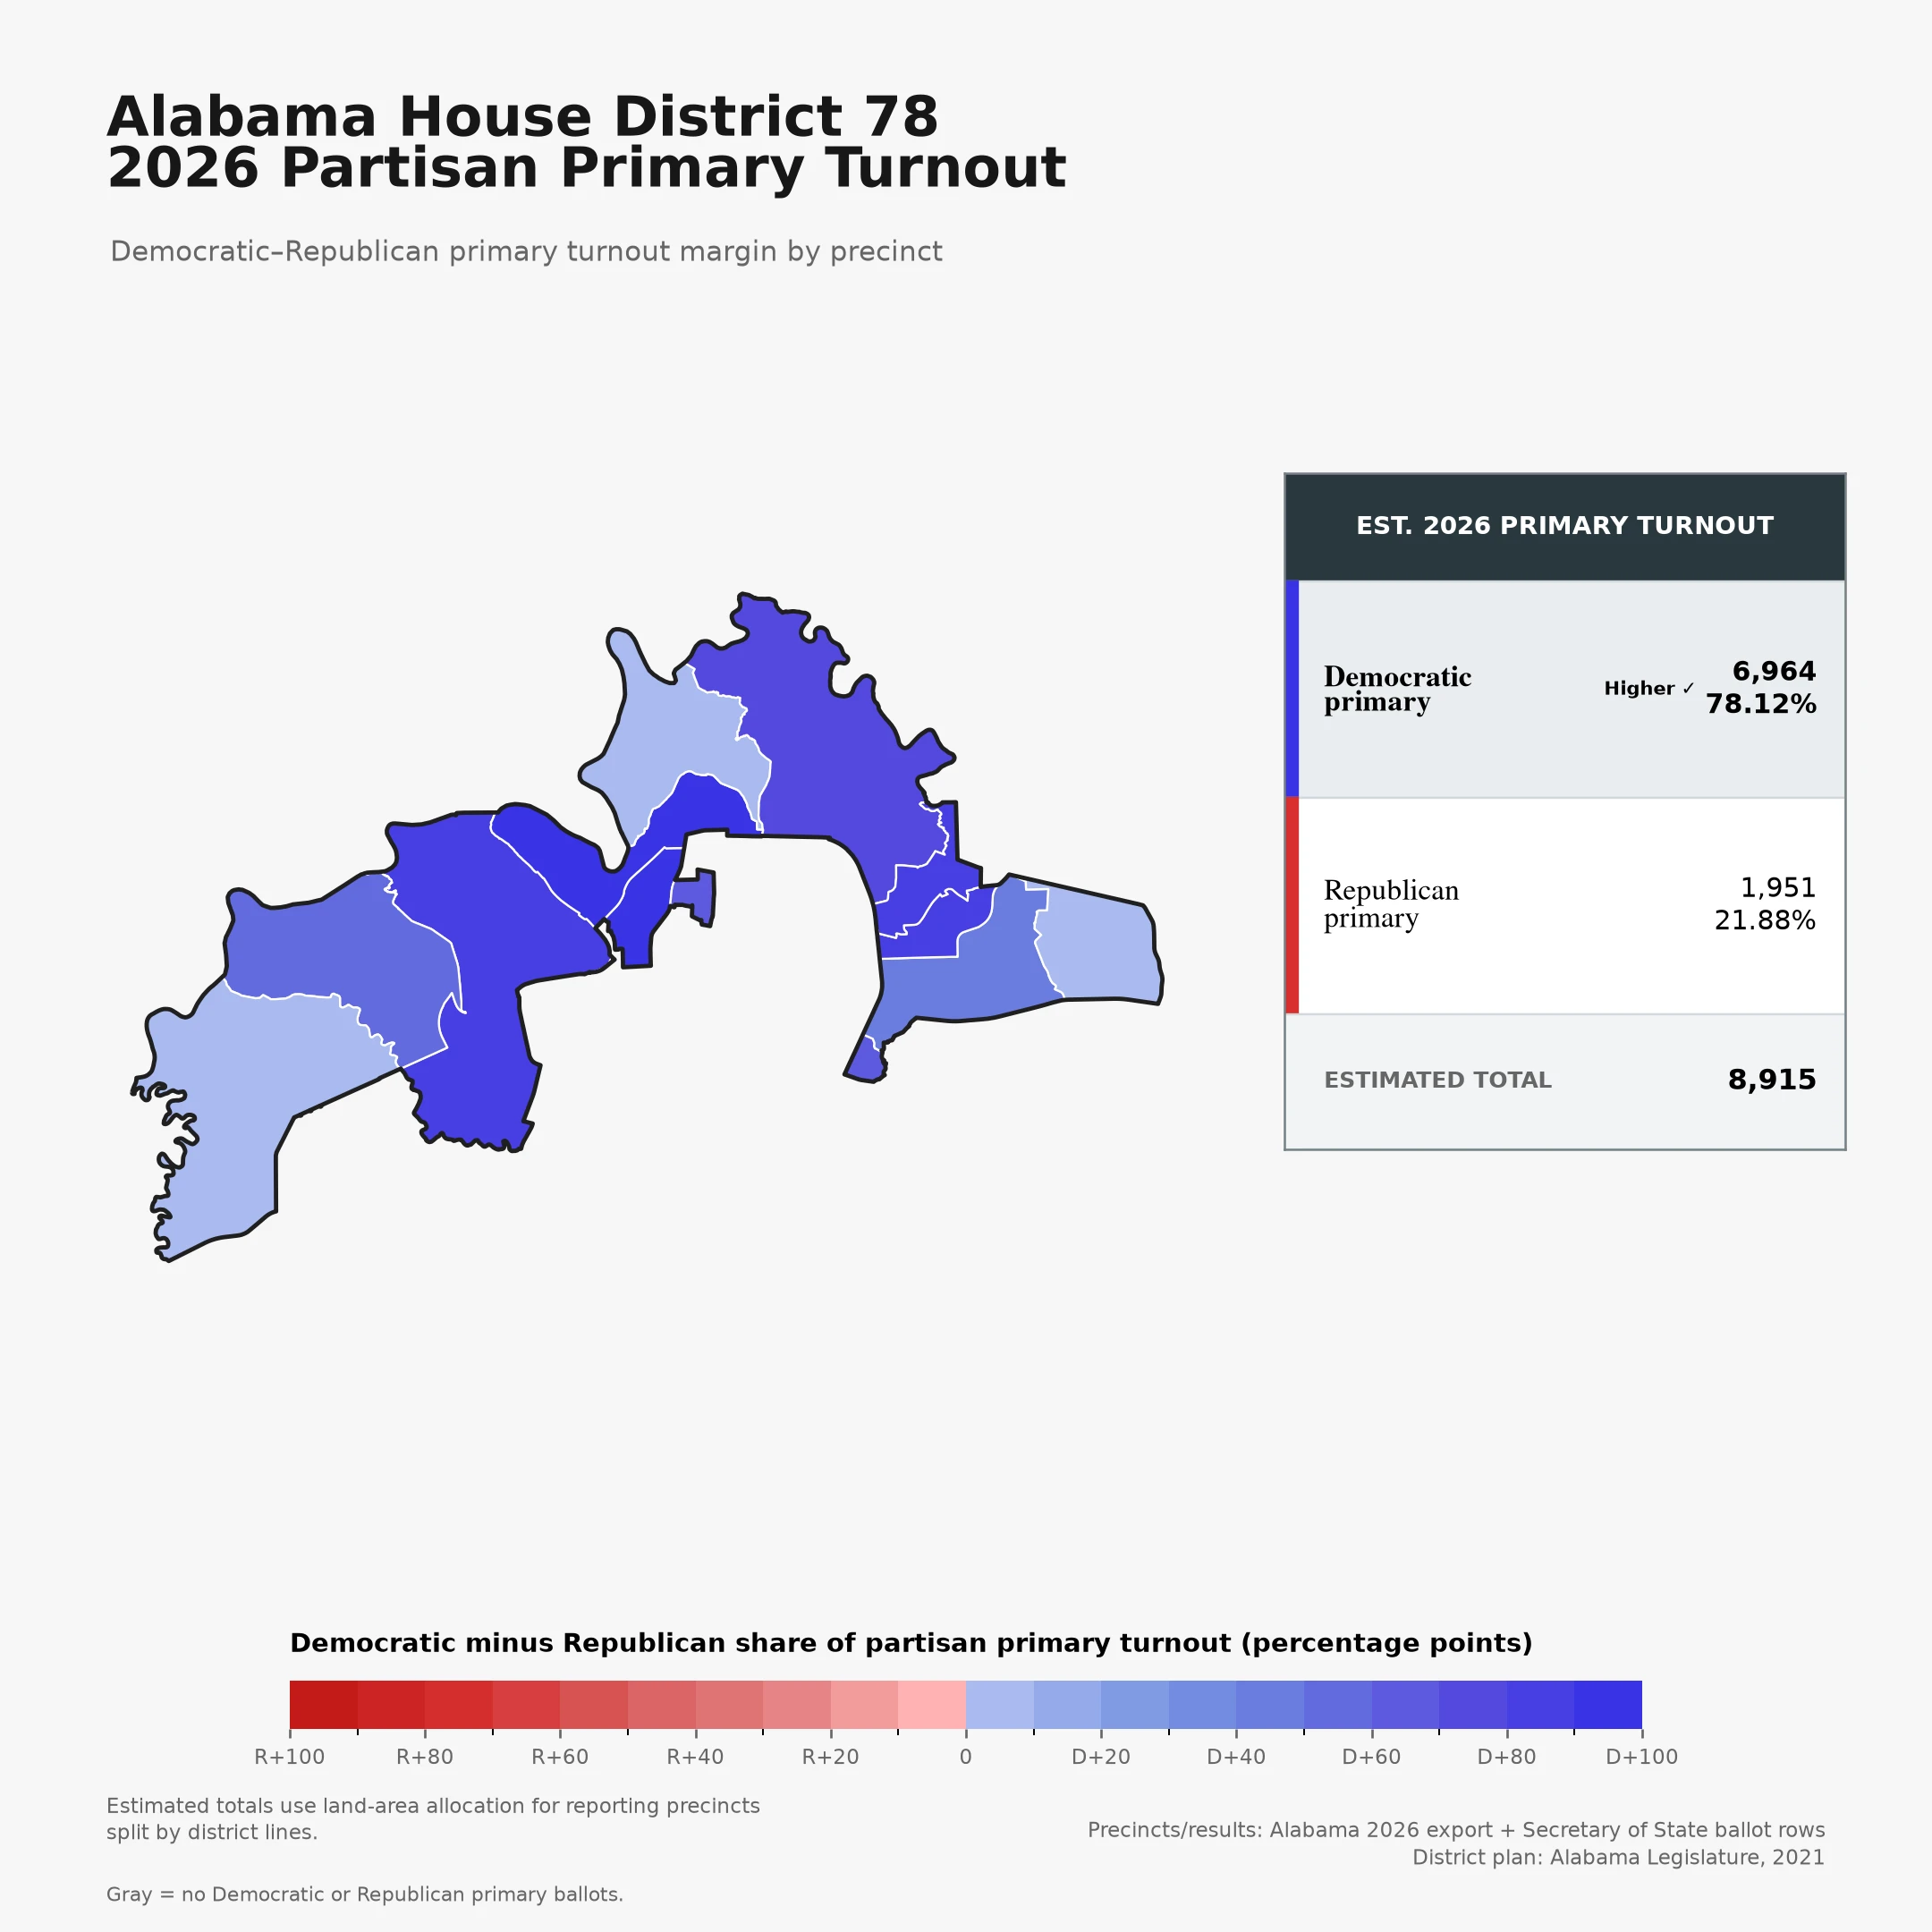 Alabama House District 78
2026 Partisan Primary Turnout
Democratic–Republican primary turnout margin by precinct
EST. 2026 PRIMARY TURNOUT
Democratic
primary
Higher ✓
6,964
78.12%
Republican
primary
1,951
21.88%
ESTIMATED TOTAL
8,915
Democratic minus Republican share of partisan primary turnout (percentage points)
R+100 R+80 R+60 R+40 R+20 0 D+20 D+40 D+60 D+80 D+100
Estimated totals use land-area allocation for reporting precincts
split by district lines.
Gray = no Democratic or Republican primary ballots.
Precincts/results: Alabama 2026 export + Secretary of State ballot rows
District plan: Alabama Legislature, 2021